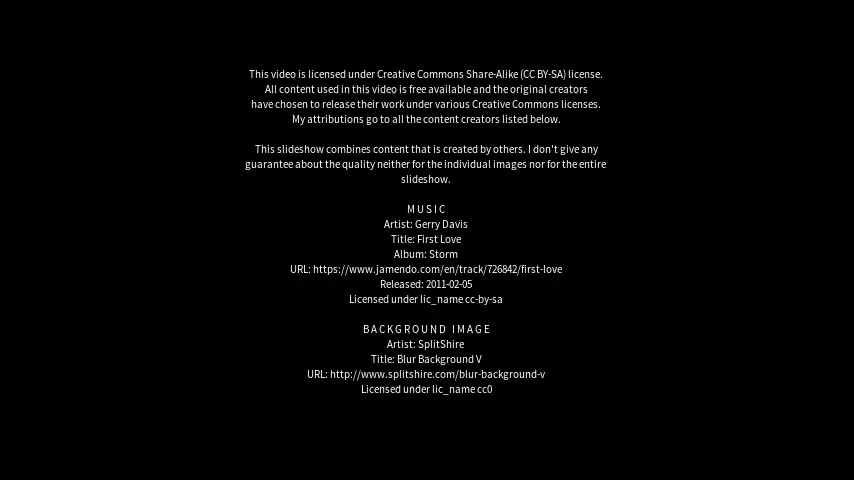 This video is licensed under Creative Commons Share-Alike (CC BY-SA) license.
All content used in this video is free available and the original creators
have chosen to release their work under various Creative Commons licenses.
My attributions go to all the content creators listed below.
This slideshow combines content that is created by others. I don't give any
guarantee about the quality neither for the individual images nor for the entire
slideshow.
MUSIC
Artist: Gerry Davis
Title: First Love
Album: Storm
URL: https://www.jamendo.com/en/track/726842/first-love
Released: 2011-02-05
Licensed under lic_name cc-by-sa
BACKGROUND IMAGE
Artist: SplitShire
Title: Blur Background V
URL: http://www.splitshire.com/blur-background-v
Licensed under lic_name cc0